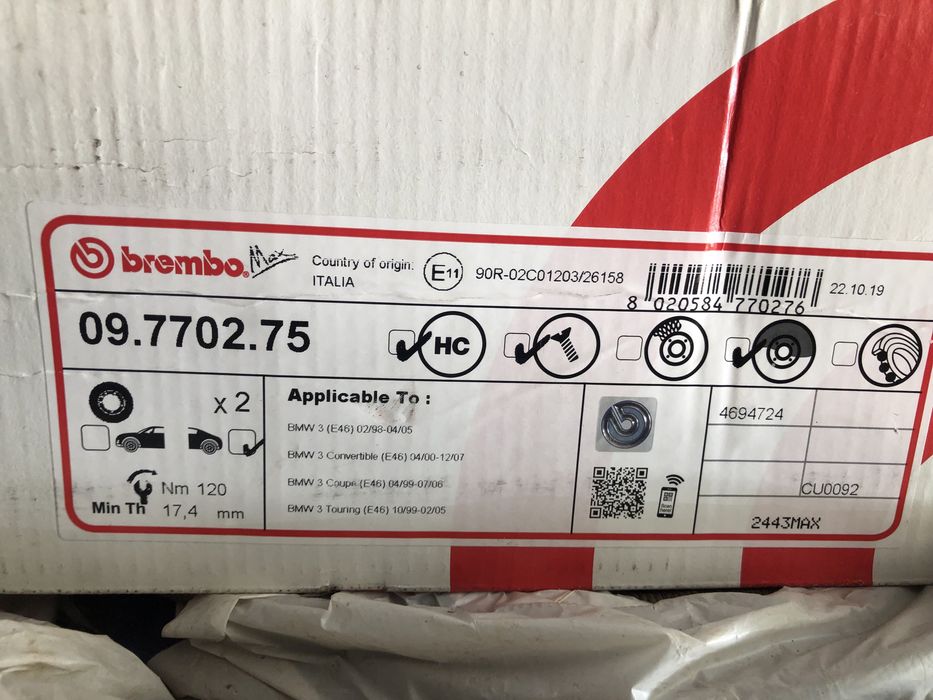 brembo. Max
Country of origin:
ITALIA
E11
90R-02C01203/26158
8 020584 770276
22.10.19
09.7702.75
HC
x 2
Nm 120
Min Th 17,4 mm
Applicable To :
BMW 3 (E46) 02/98-04/05
BMW 3 Convertible (E46) 04/00-12/07
BMW 3 Coupé (E46) 04/99-07/06
BMW 3 Touring (E46) 10/99-02/05
Scan
here!
4694724
CU0092
2443MAX